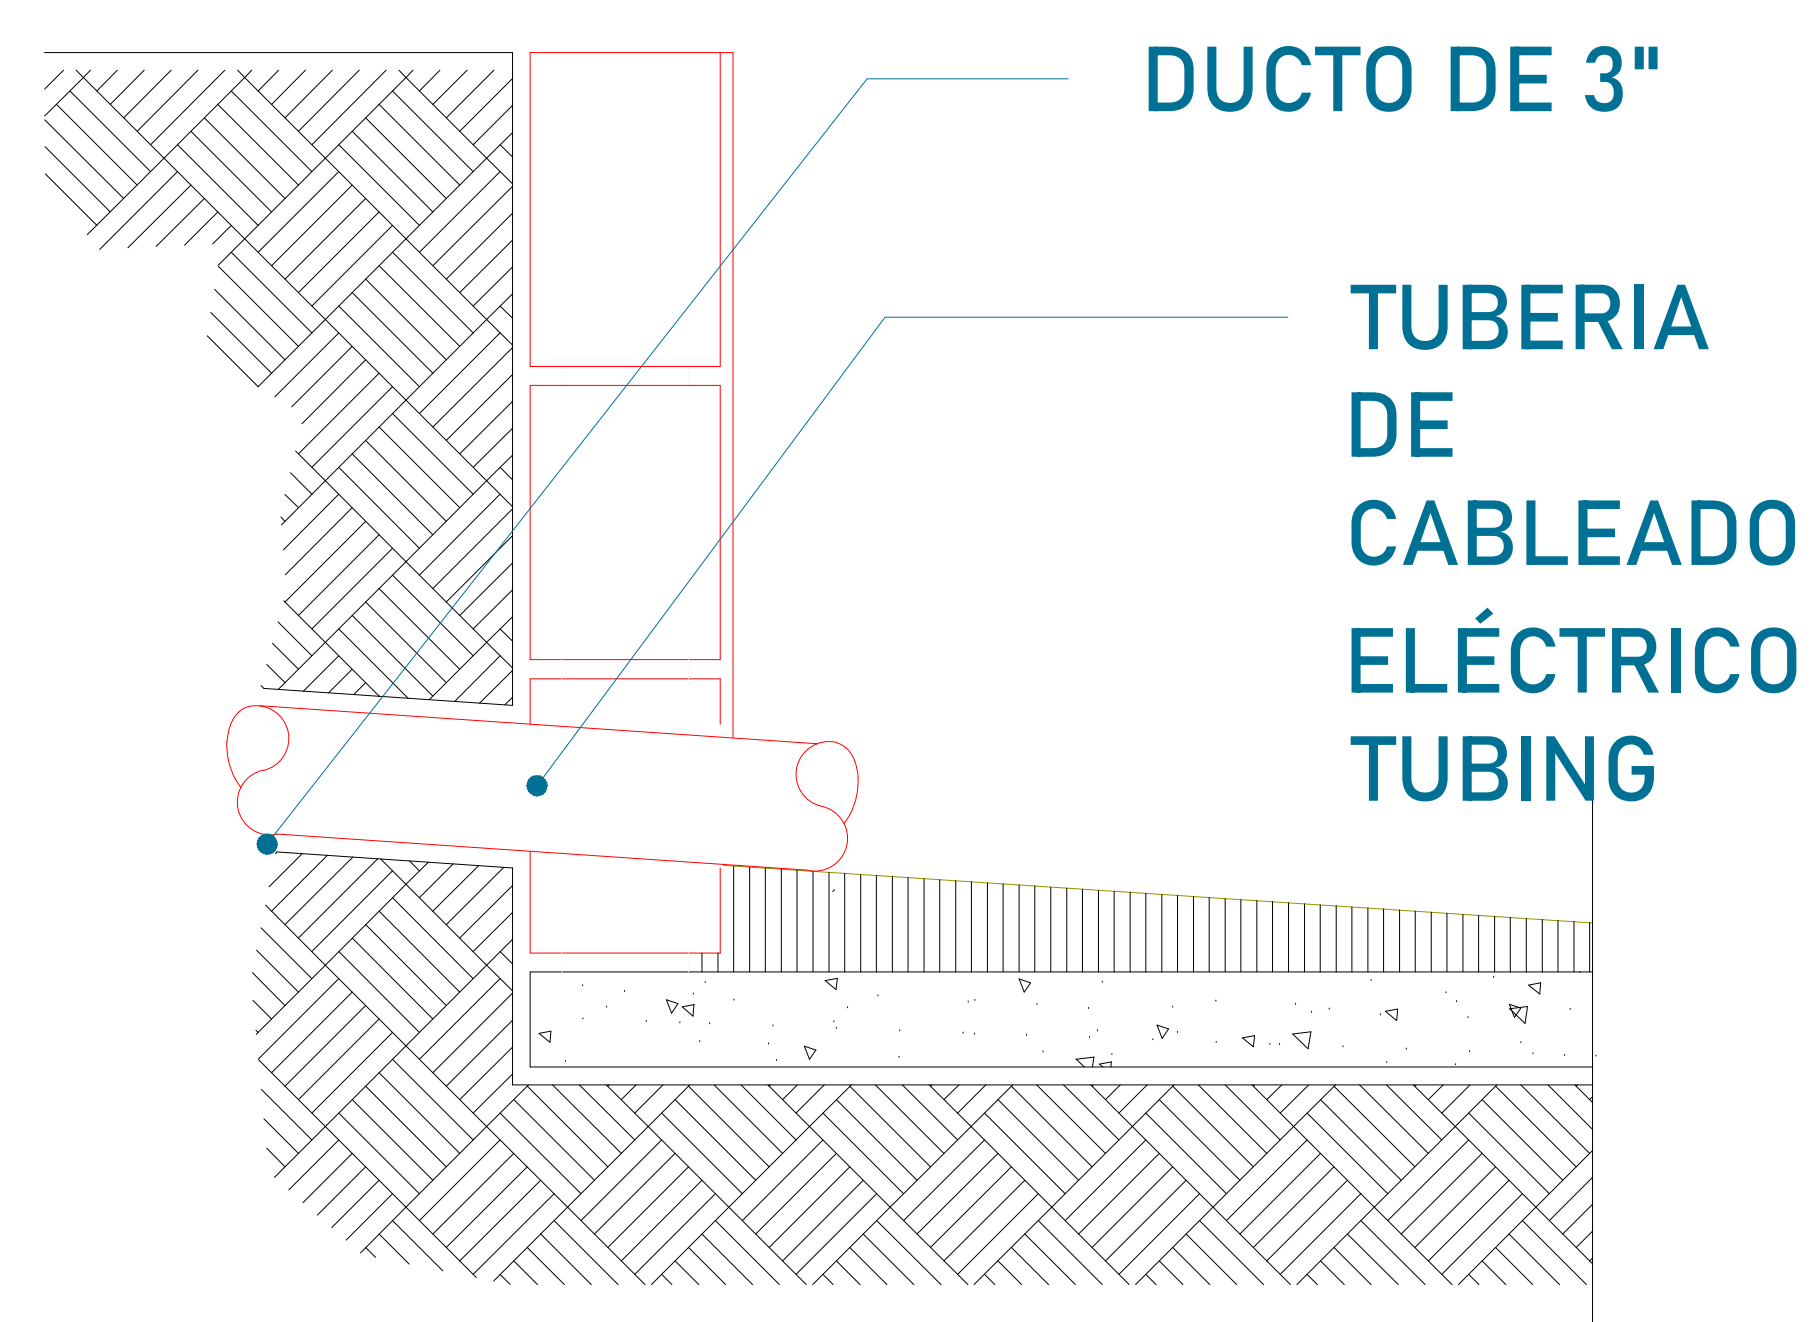 DUCTO DE 3"
TUBERIA
DE
CABLEADO
ELÉCTRICO
TUBING